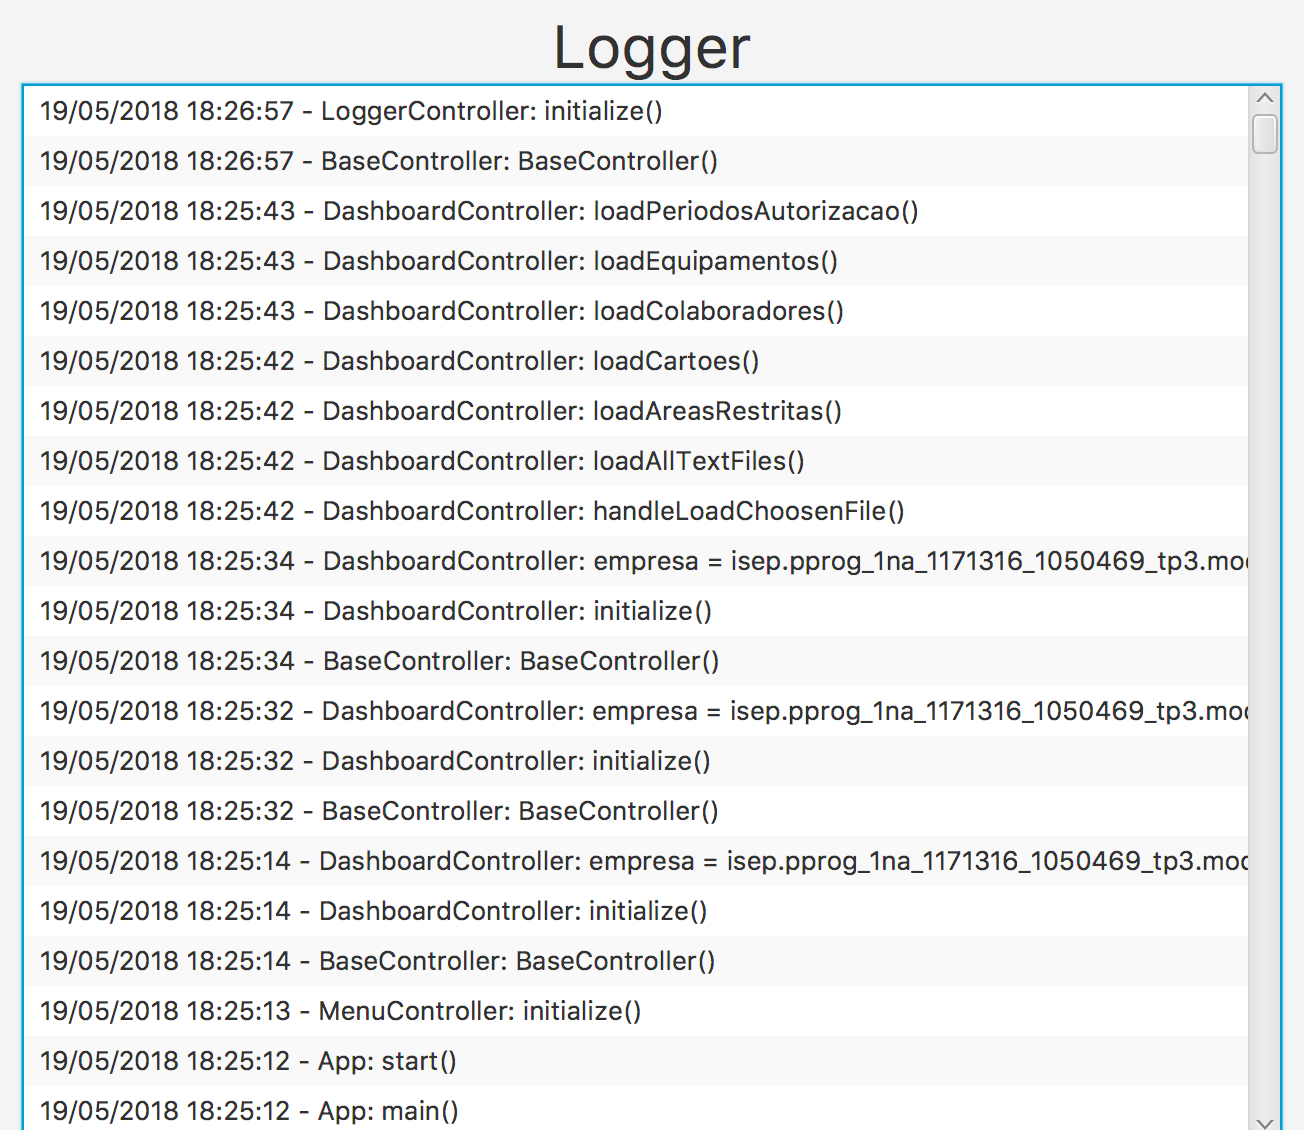 Logger
19/05/2018 18:26:57 - LoggerController: initialize()
19/05/2018 18:26:57 - BaseController: BaseController()
19/05/2018 18:25:43 - DashboardController: loadPeriodosAutorizacao()
19/05/2018 18:25:43 - DashboardController: loadEquipamentos()
19/05/2018 18:25:43 - DashboardController: loadColaboradores()
19/05/2018 18:25:42 - DashboardController: loadCartoes()
19/05/2018 18:25:42 - DashboardController: loadAreasRestritas()
19/05/2018 18:25:42 - DashboardController: loadAllTextFiles()
19/05/2018 18:25:42 - DashboardController: handleLoadChoosenFile()
19/05/2018 18:25:34 - DashboardController: empresa = isep.pprog_1na_1171316_1050469_tp3.mod
19/05/2018 18:25:34 - DashboardController: initialize()
19/05/2018 18:25:34 - BaseController: BaseController()
19/05/2018 18:25:32 - DashboardController: empresa = isep.pprog_1na_1171316_1050469_tp3.mod
19/05/2018 18:25:32 - DashboardController: initialize()
19/05/2018 18:25:32 - BaseController: BaseController()
19/05/2018 18:25:14 - DashboardController: empresa = isep.pprog_1na_1171316_1050469_tp3.mod
19/05/2018 18:25:14 - DashboardController: initialize()
19/05/2018 18:25:14 - BaseController: BaseController()
19/05/2018 18:25:13 - MenuController: initialize()
19/05/2018 18:25:12 - App: start()
19/05/2018 18:25:12 - App: main()